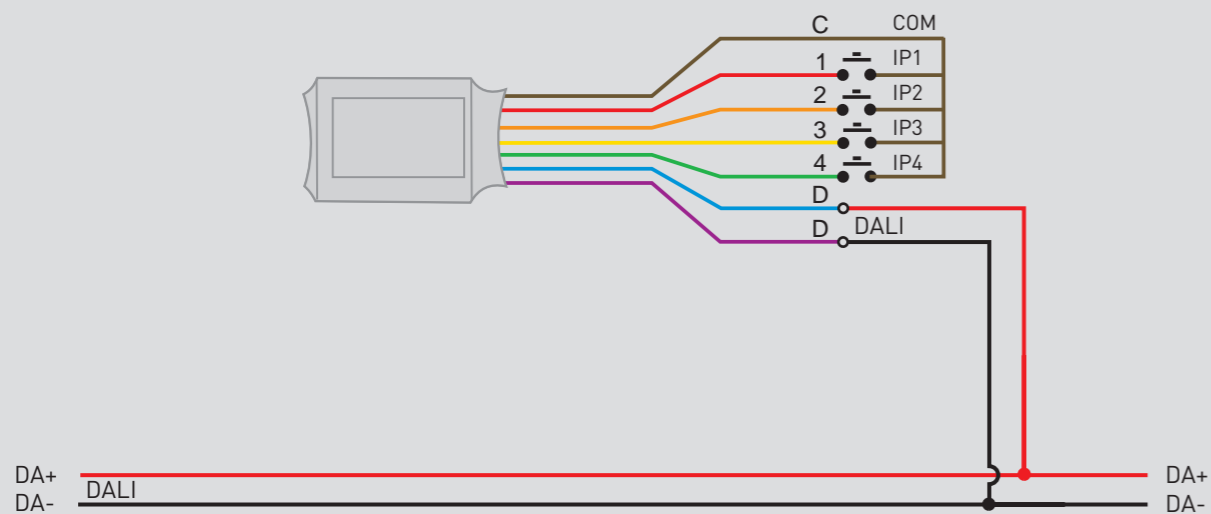 C COM
1 IP1
2 IP2
3 IP3
4 IP4
D
D DALI
DA+ DA+
DALI
DA- DA-